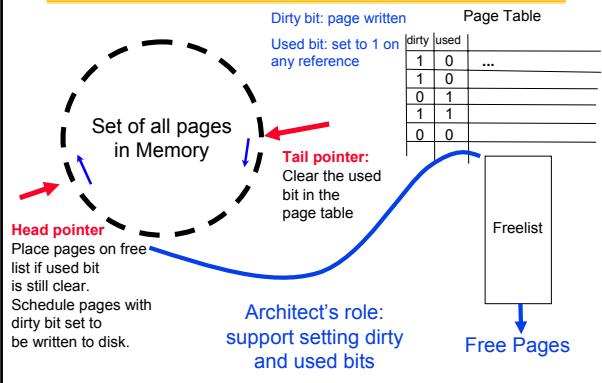 Dirty bit: page written
Used bit: set to 1 on
any reference
Page Table
dirty used
1 0 ...
1 0
0 1
1 1
0 0
Set of all pages
in Memory
Tail pointer:
Clear the used
bit in the
page table
Head pointer
Place pages on free
list if used bit
is still clear.
Schedule pages with
dirty bit set to
be written to disk.
Freelist
Architect's role:
support setting dirty
and used bits
Free Pages